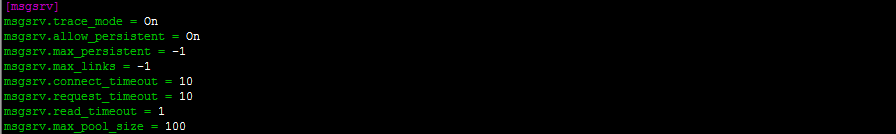 [msgsrv]
msgsrv.trace_mode = On
msgsrv.allow_persistent = On
msgsrv.max_persistent = -1
msgsrv.max_links = -1
msgsrv.connect_timeout = 10
msgsrv.request_timeout = 10
msgsrv.read_timeout = 1
msgsrv.max_pool_size = 100